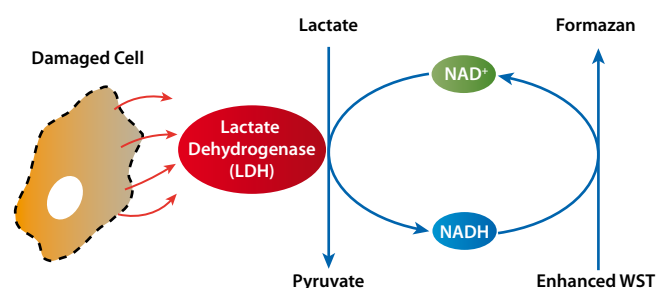 Lactate
Formazan
Damaged Cell
NAD+
Lactate
Dehydrogenase
(LDH)
NADH
Pyruvate
Enhanced WST